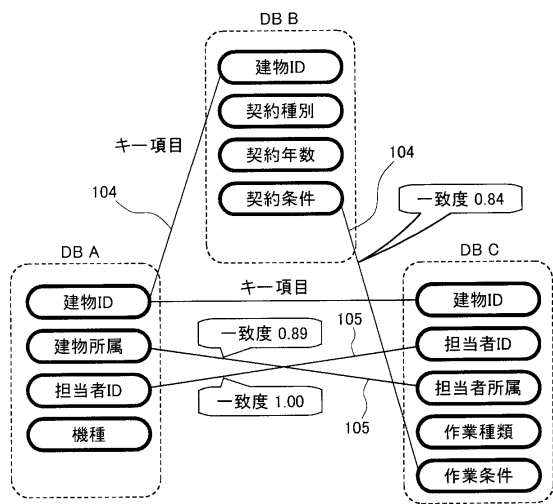 DB B
建物ID
契約種別
契約年数
契約条件
キー項目
104
104
一致度 0.84
DB A
建物ID
建物所属
担当者ID
機種
キー項目
一致度 0.89
一致度 1.00
105
105
DB C
建物ID
担当者ID
担当者所属
作業種類
作業条件